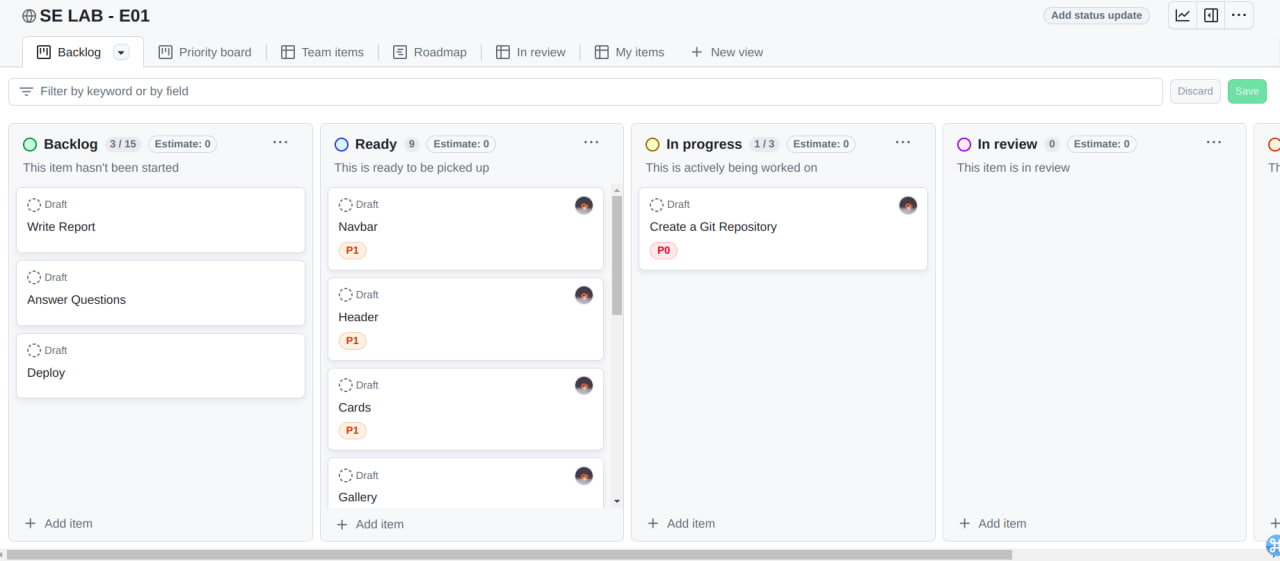 SE LAB - E01
Add status update
Backlog
Priority board
Team items
Roadmap
In review
My items
New view
Filter by keyword or by field
Discard
Save
Backlog 3 / 15 Estimate: 0
This item hasn't been started
Draft
Write Report
Draft
Answer Questions
Draft
Deploy
Add item
Ready 9 Estimate: 0
This is ready to be picked up
Draft
Navbar
P1
Draft
Header
P1
Draft
Cards
P1
Draft
Gallery
Add item
In progress 1 / 3 Estimate: 0
This is actively being worked on
Draft
Create a Git Repository
P0
Add item
In review 0 Estimate: 0
This item is in review
Add item